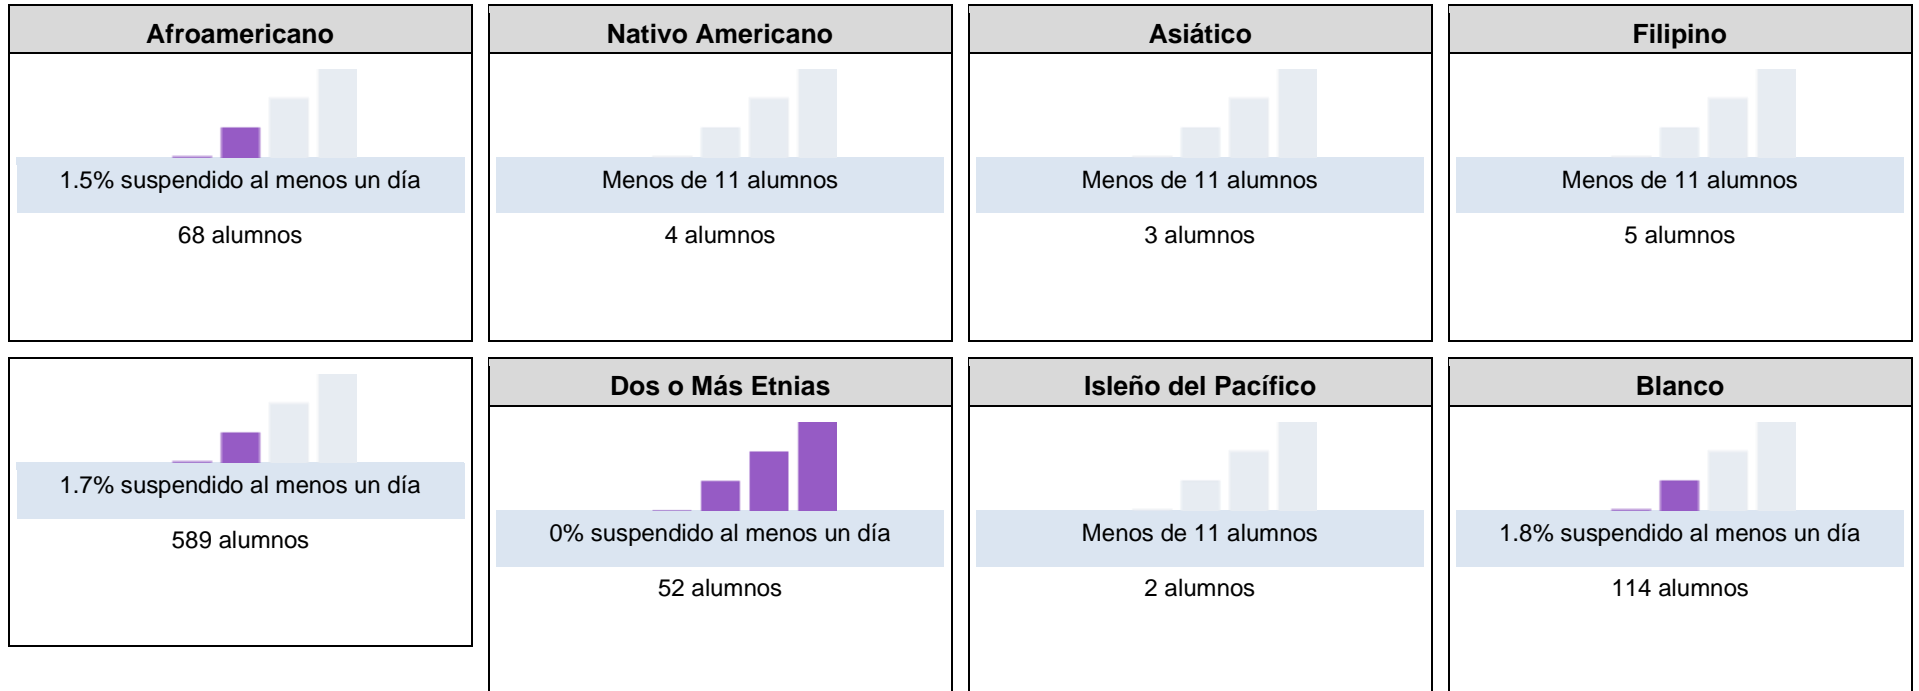 Afroamericano
1.5% suspendido al menos un día
68 alumnos
Nativo Americano
Menos de 11 alumnos
4 alumnos
Asiático
Menos de 11 alumnos
3 alumnos
Filipino
Menos de 11 alumnos
5 alumnos
1.7% suspendido al menos un día
589 alumnos
Dos o Más Etnias
0% suspendido al menos un día
52 alumnos
Isleño del Pacífico
Menos de 11 alumnos
2 alumnos
Blanco
1.8% suspendido al menos un día
114 alumnos